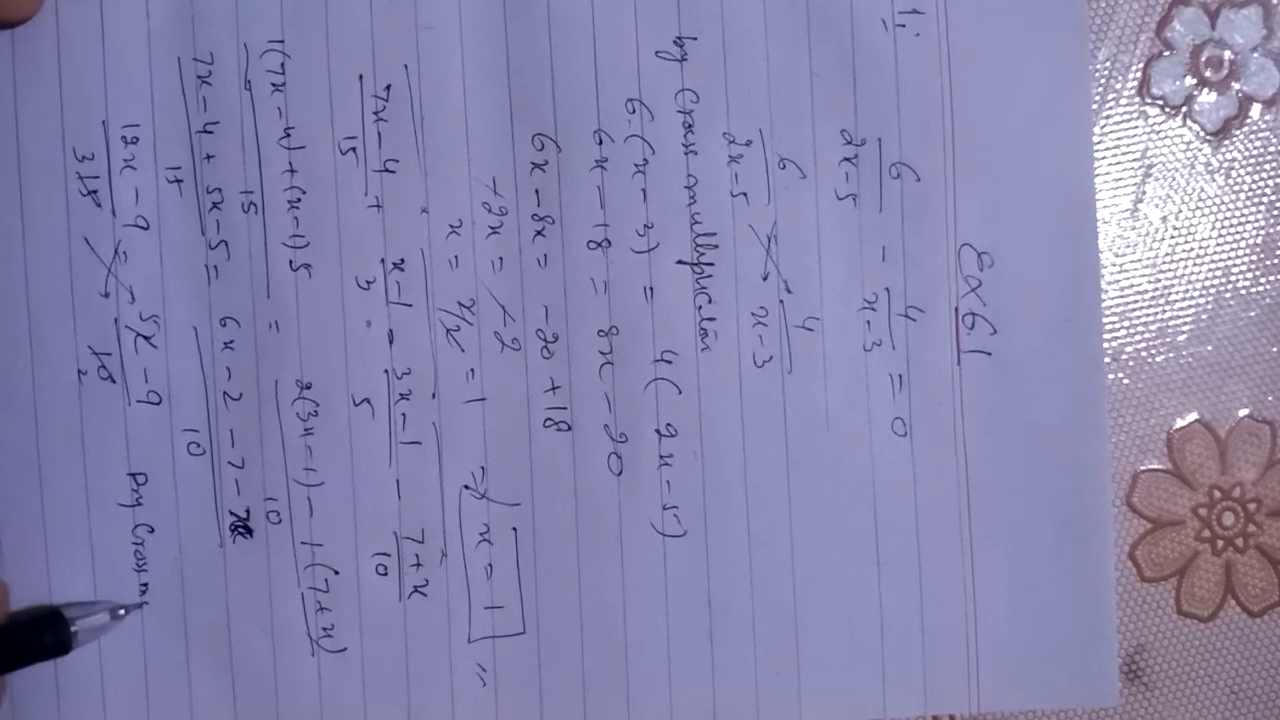 Ex 6.1
1.
6/(2x-5) - 4/(x-3) = 0
6/(2x-5) 4/(x-3)
by Cross
6.(x-3) = 4(2x-5)
6x-18 = 8x-20
6x-8x = -20+18
-2x = -2
x = 2/2 = 1 ⇒ x = 1
(7x-4)/15 + (x-1)/3 = (3x-1)/5 - (7+x)/10
(1(7x-4)+(x-1)5)/15 = (2(3x-1)-1(7+x))/10
(7x-4+5x-5)/15 = (6x-2-7-x)/10
(12x-9)/15 3 = (5x-9)/10 2 Cross m